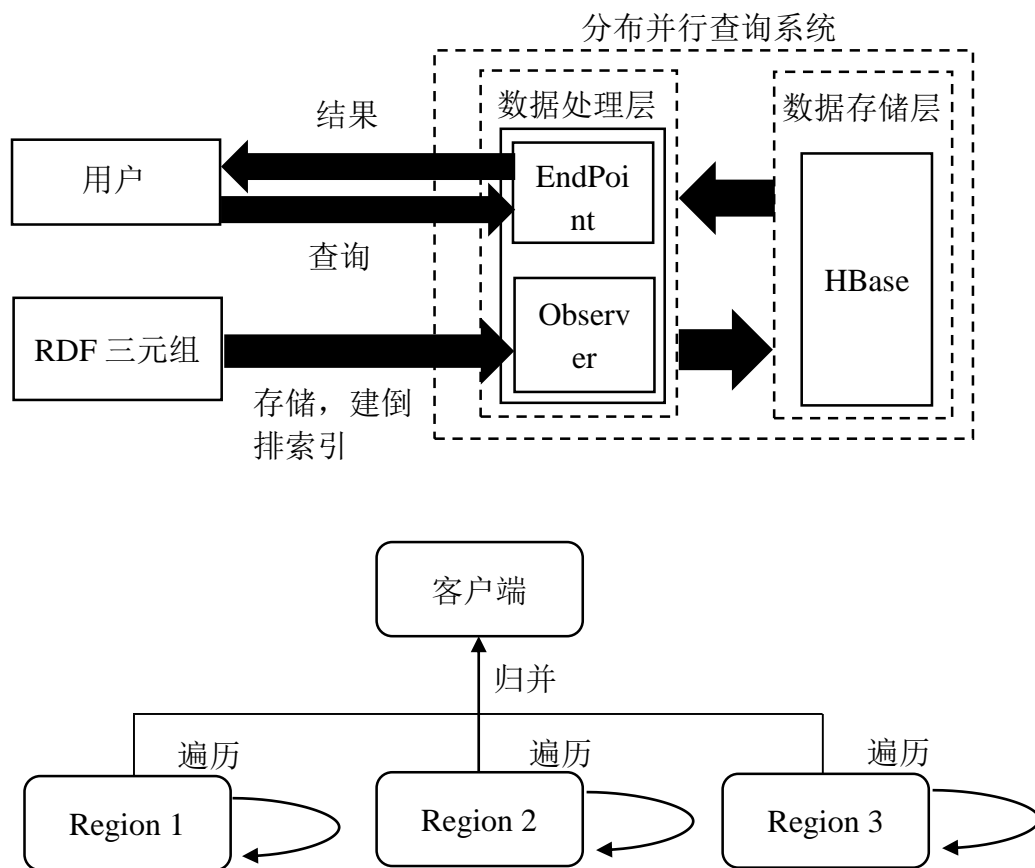 分布并行查询系统
数据处理层
数据存储层
结果
用户
EndPoi
nt
查询
HBase
RDF 三元组
Observ
er
存储，建倒
排索引
客户端
归并
遍历
遍历
遍历
Region 1
Region 2
Region 3